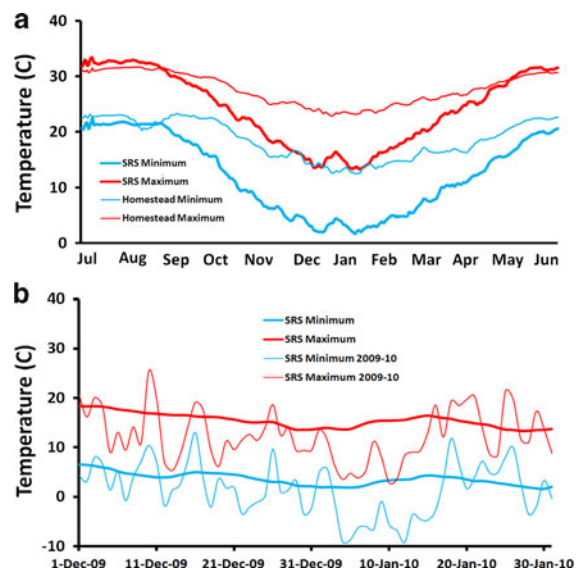 a
40
30
20
10
0
Temperature (C)
SRS Minimum
SRS Maximum
Homestead Minimum
Homestead Maximum
Jul Aug Sep Oct Nov Dec Jan Feb Mar Apr May Jun
b
40
30
20
10
0
-10
Temperature (C)
SRS Minimum
SRS Maximum
SRS Minimum 2009-10
SRS Maximum 2009-10
1-Dec-09 11-Dec-09 21-Dec-09 31-Dec-09 10-Jan-10 20-Jan-10 30-Jan-10